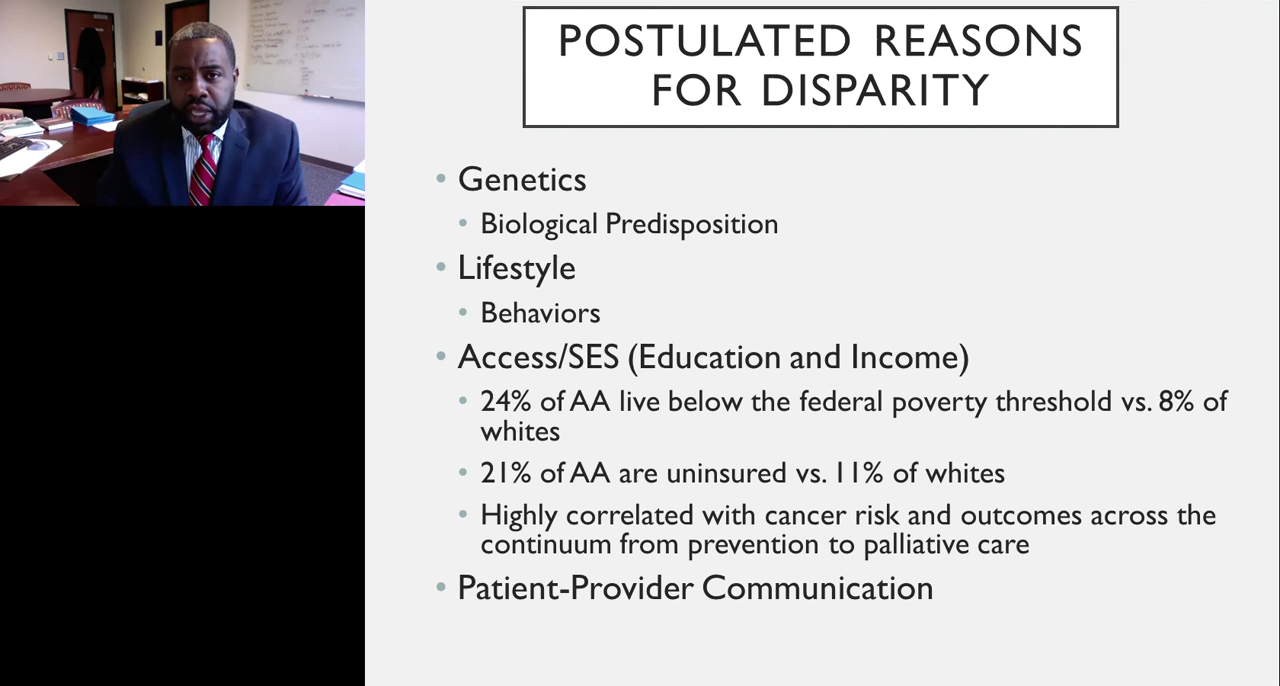 POSTULATED REASONS
FOR DISPARITY
• Genetics
• Biological Predisposition
• Lifestyle
• Behaviors
• Access/SES (Education and Income)
• 24% of AA live below the federal poverty threshold vs. 8% of
whites
• 21% of AA are uninsured vs. 11% of whites
• Highly correlated with cancer risk and outcomes across the
continuum from prevention to palliative care
• Patient-Provider Communication